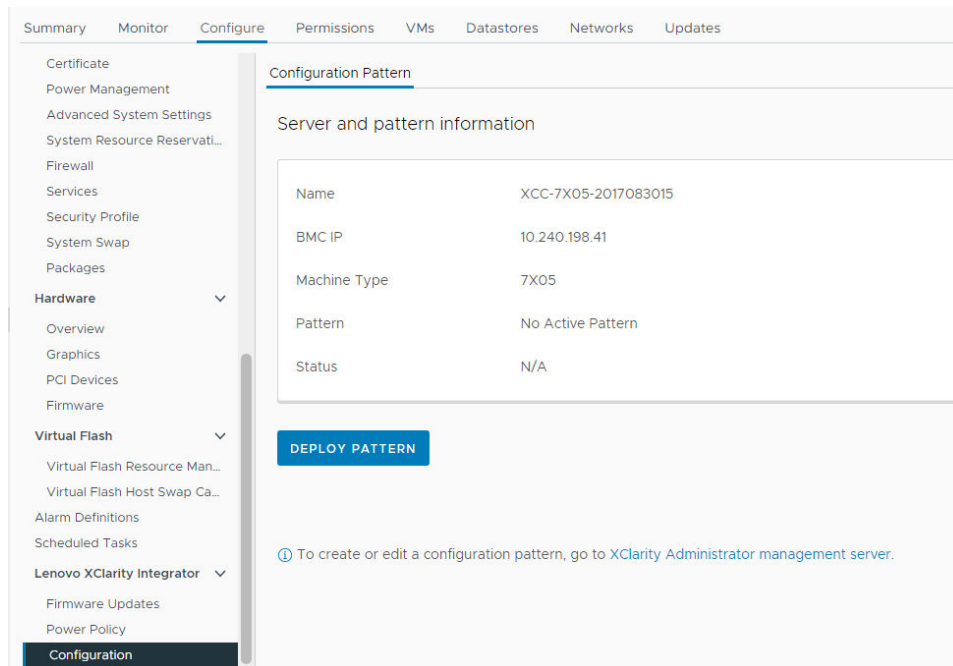 Summary Monitor Configure Permissions VMs Datastores Networks Updates
Certificate
Power Management
Advanced System Settings
System Resource Reservati...
Firewall
Services
Security Profile
System Swap
Packages
Hardware
Overview
Graphics
PCI Devices
Firmware
Virtual Flash
Virtual Flash Resource Man...
Virtual Flash Host Swap Ca...
Alarm Definitions
Scheduled Tasks
Lenovo XClarity Integrator
Firmware Updates
Power Policy
Configuration
Configuration Pattern
Server and pattern information
Name XCC-7X05-2017083015
BMC IP 10.240.198.41
Machine Type 7X05
Pattern No Active Pattern
Status N/A
DEPLOY PATTERN
To create or edit a configuration pattern, go to XClarity Administrator management server.